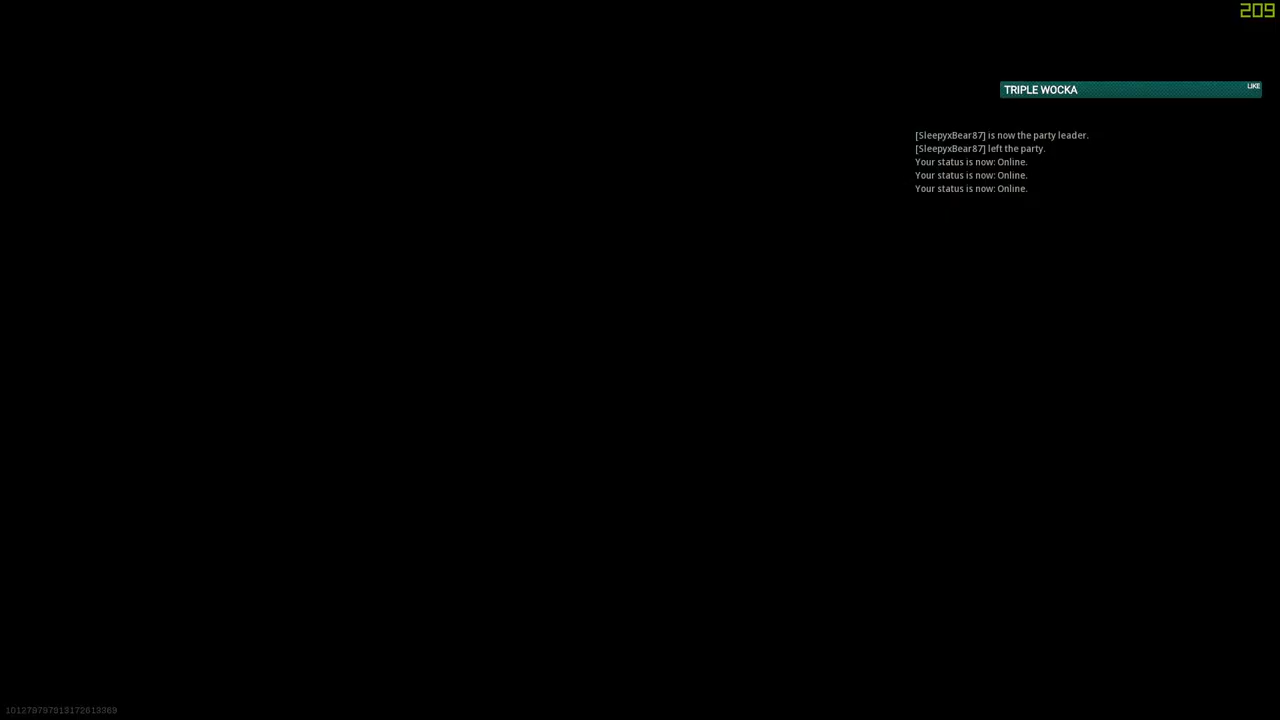 209
TRIPLE WOCKA
LIKE
[SleepyxBear87] is now the party leader.
[SleepyxBear87] left the party.
Your status is now: Online.
Your status is now: Online.
Your status is now: Online.